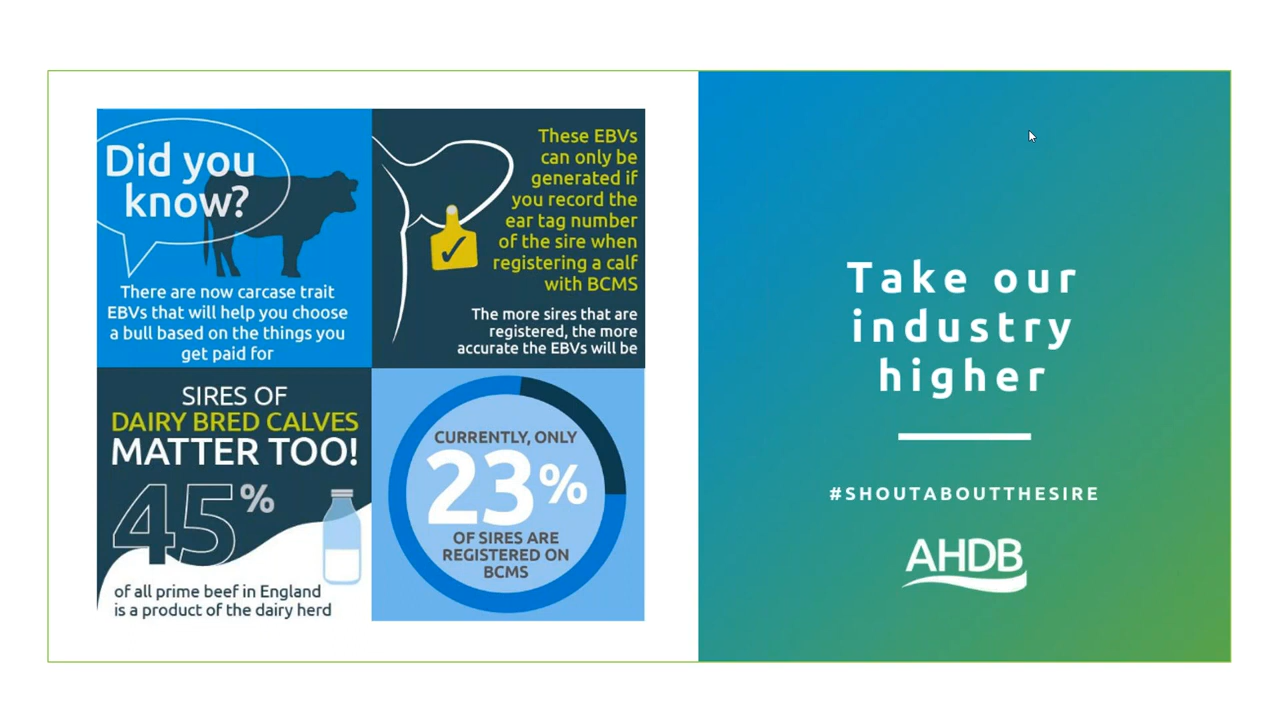 Did you
know?
There are now carcase trait
EBVs that will help you choose
a bull based on the things you
get paid for
These EBVs
can only be
generated if
you record the
ear tag number
of the sire when
registering a calf
with BCMS
The more sires that are
registered, the more
accurate the EBVs will be
SIRES OF
DAIRY BRED CALVES
MATTER TOO!
45%
of all prime beef in England
is a product of the dairy herd
CURRENTLY, ONLY
23%
OF SIRES ARE
REGISTERED ON
BCMS
Take our
industry
higher
#SHOUTABOUTTHESIRE
AHDB